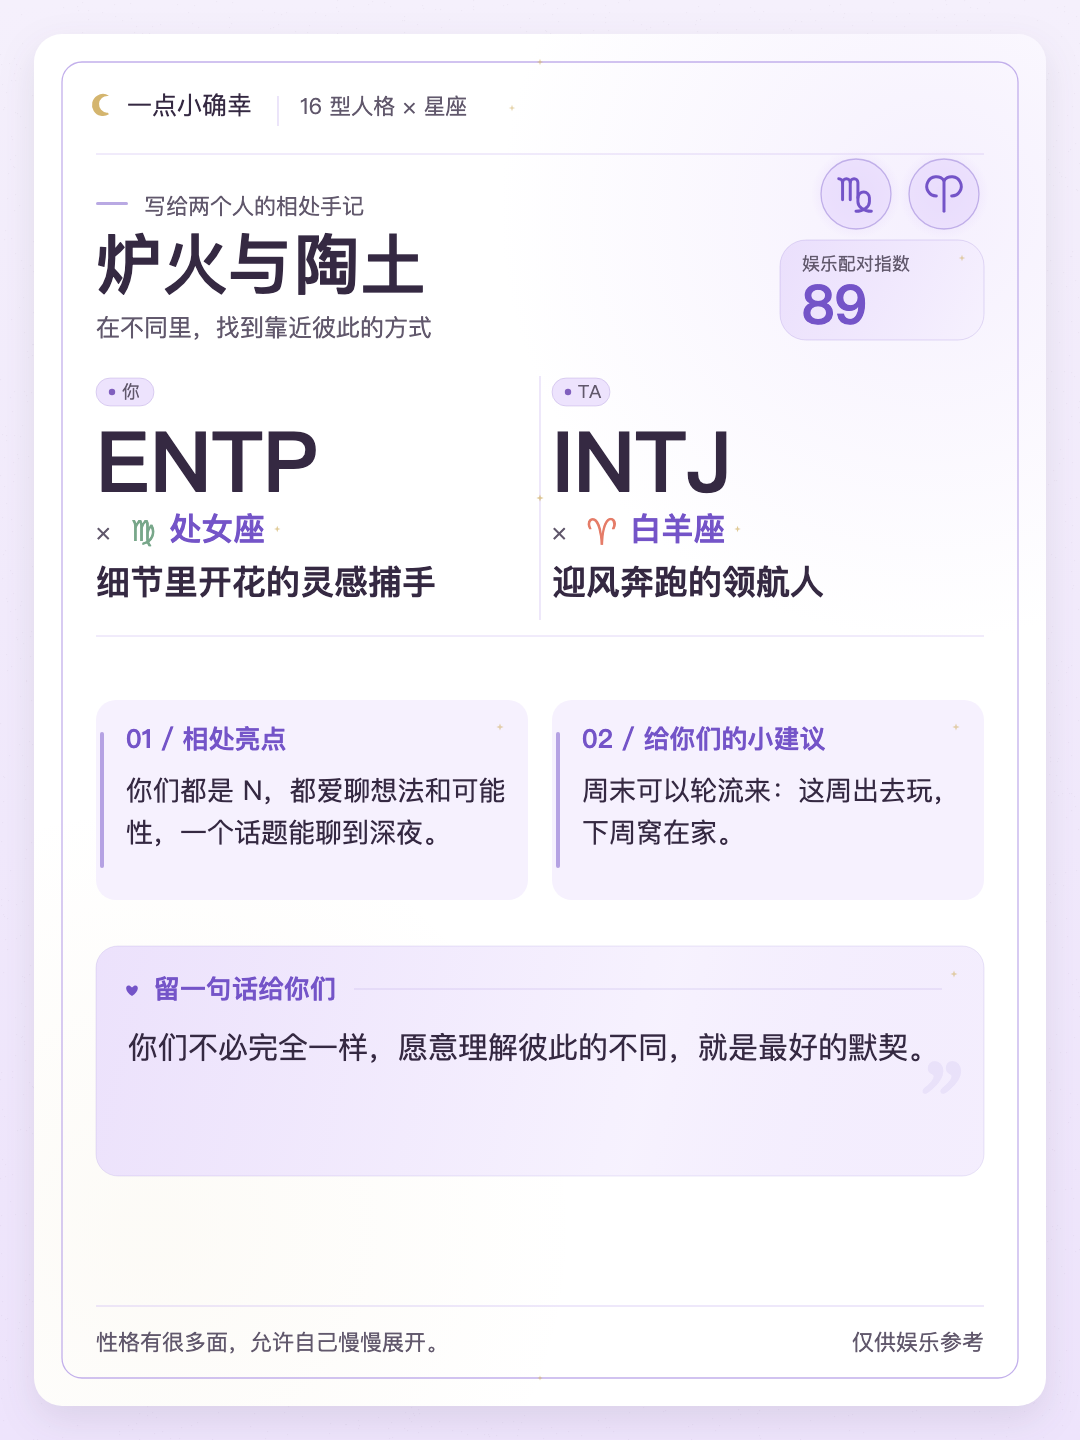 一点小确幸
16 型人格 × 星座
写给两个人的相处手记
炉火与陶土
在不同里，找到靠近彼此的方式
娱乐配对指数
89
你
ENTP
× 处女座
细节里开花的灵感捕手
TA
INTJ
× 白羊座
迎风奔跑的领航人
01 / 相处亮点
你们都是 N，都爱聊想法和可能
性，一个话题能聊到深夜。
02 / 给你们的小建议
周末可以轮流来：这周出去玩，
下周窝在家。
留一句话给你们
你们不必完全一样，愿意理解彼此的不同，就是最好的默契。
”
性格有很多面，允许自己慢慢展开。
仅供娱乐参考